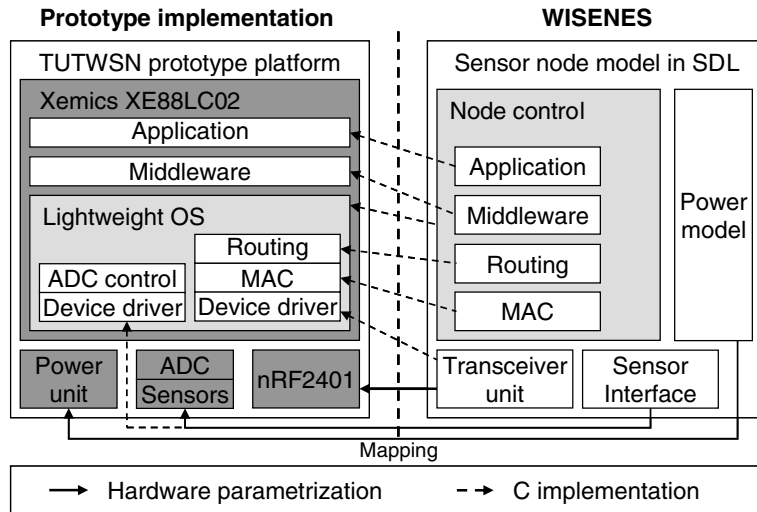 Prototype implementation
WISENES
TUTWSN prototype platform
Xemics XE88LC02
Application
Middleware
Lightweight OS
Routing
ADC control
MAC
Device driver
Device driver
Power
unit
ADC
Sensors
nRF2401
Sensor node model in SDL
Node control
Application
Middleware
Routing
MAC
Power
model
Transceiver
unit
Sensor
Interface
Mapping
Hardware parametrization
C implementation